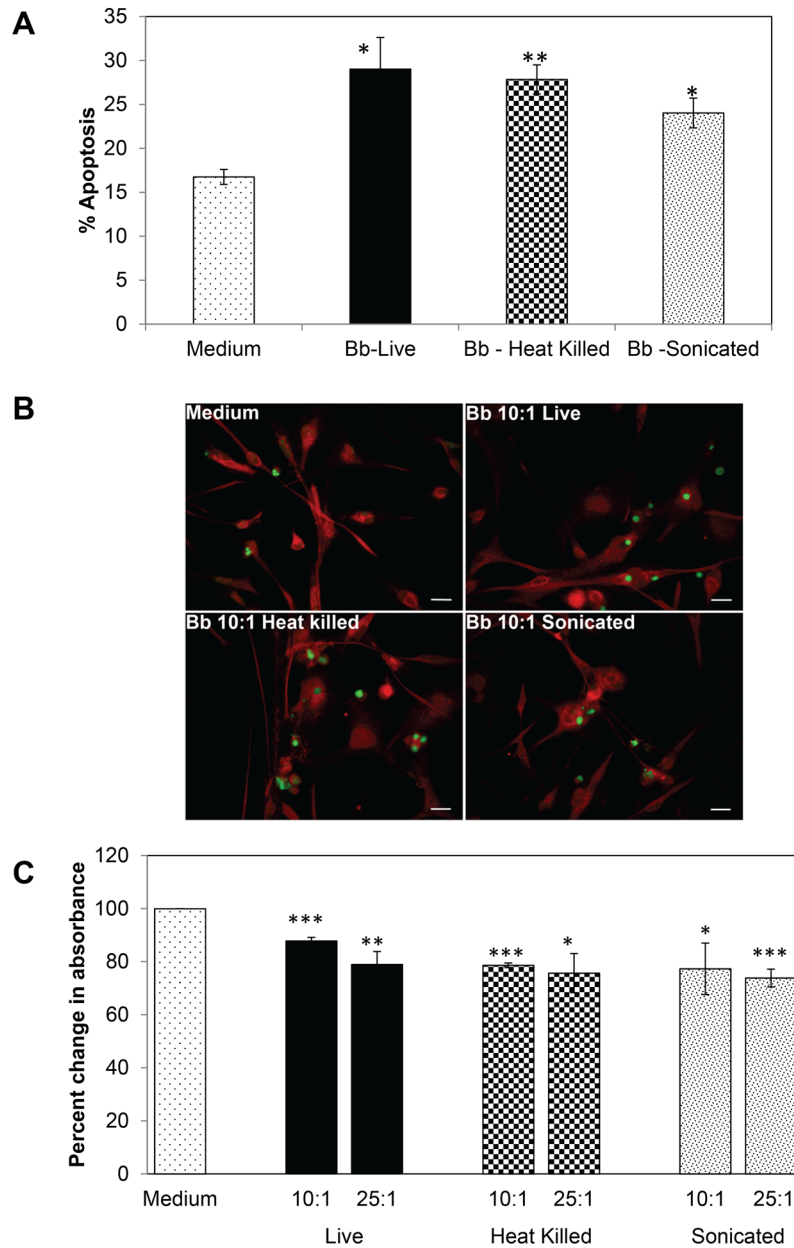 A
35
30
25
20
15
10
5
0
% Apoptosis
* ** *
Medium Bb-Live Bb - Heat Killed Bb -Sonicated
B
Medium
Bb 10:1 Live
Bb 10:1 Heat killed
Bb 10:1 Sonicated
C
120
100
80
60
40
20
0
Percent change in absorbance
*** ** *** * * ***
Medium 10:1 25:1 10:1 25:1 10:1 25:1
Live Heat Killed Sonicated